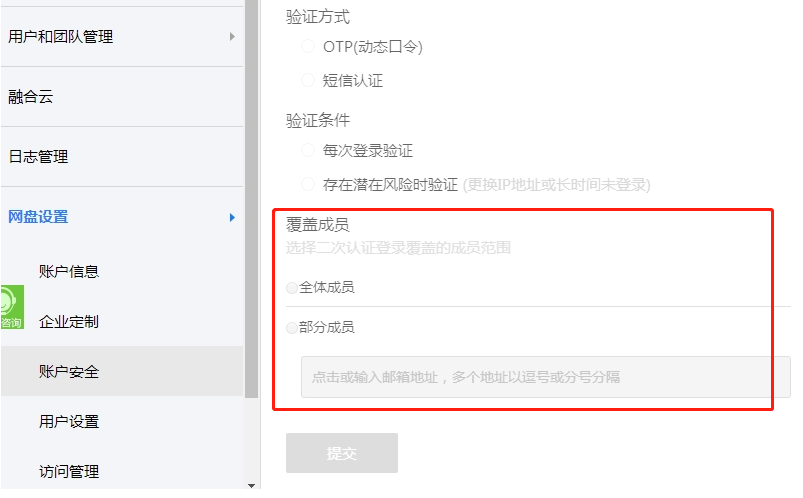 用户和团队管理
融合云
日志管理
网盘设置
账户信息
企业定制
咨询
账户安全
用户设置
访问管理
验证方式
OTP(动态口令)
短信认证
验证条件
每次登录验证
存在潜在风险时验证 (更换IP地址或长时间未登录)
覆盖成员
选择二次认证登录覆盖的成员范围
全体成员
部分成员
点击或输入邮箱地址，多个地址以逗号或分号分隔
提交